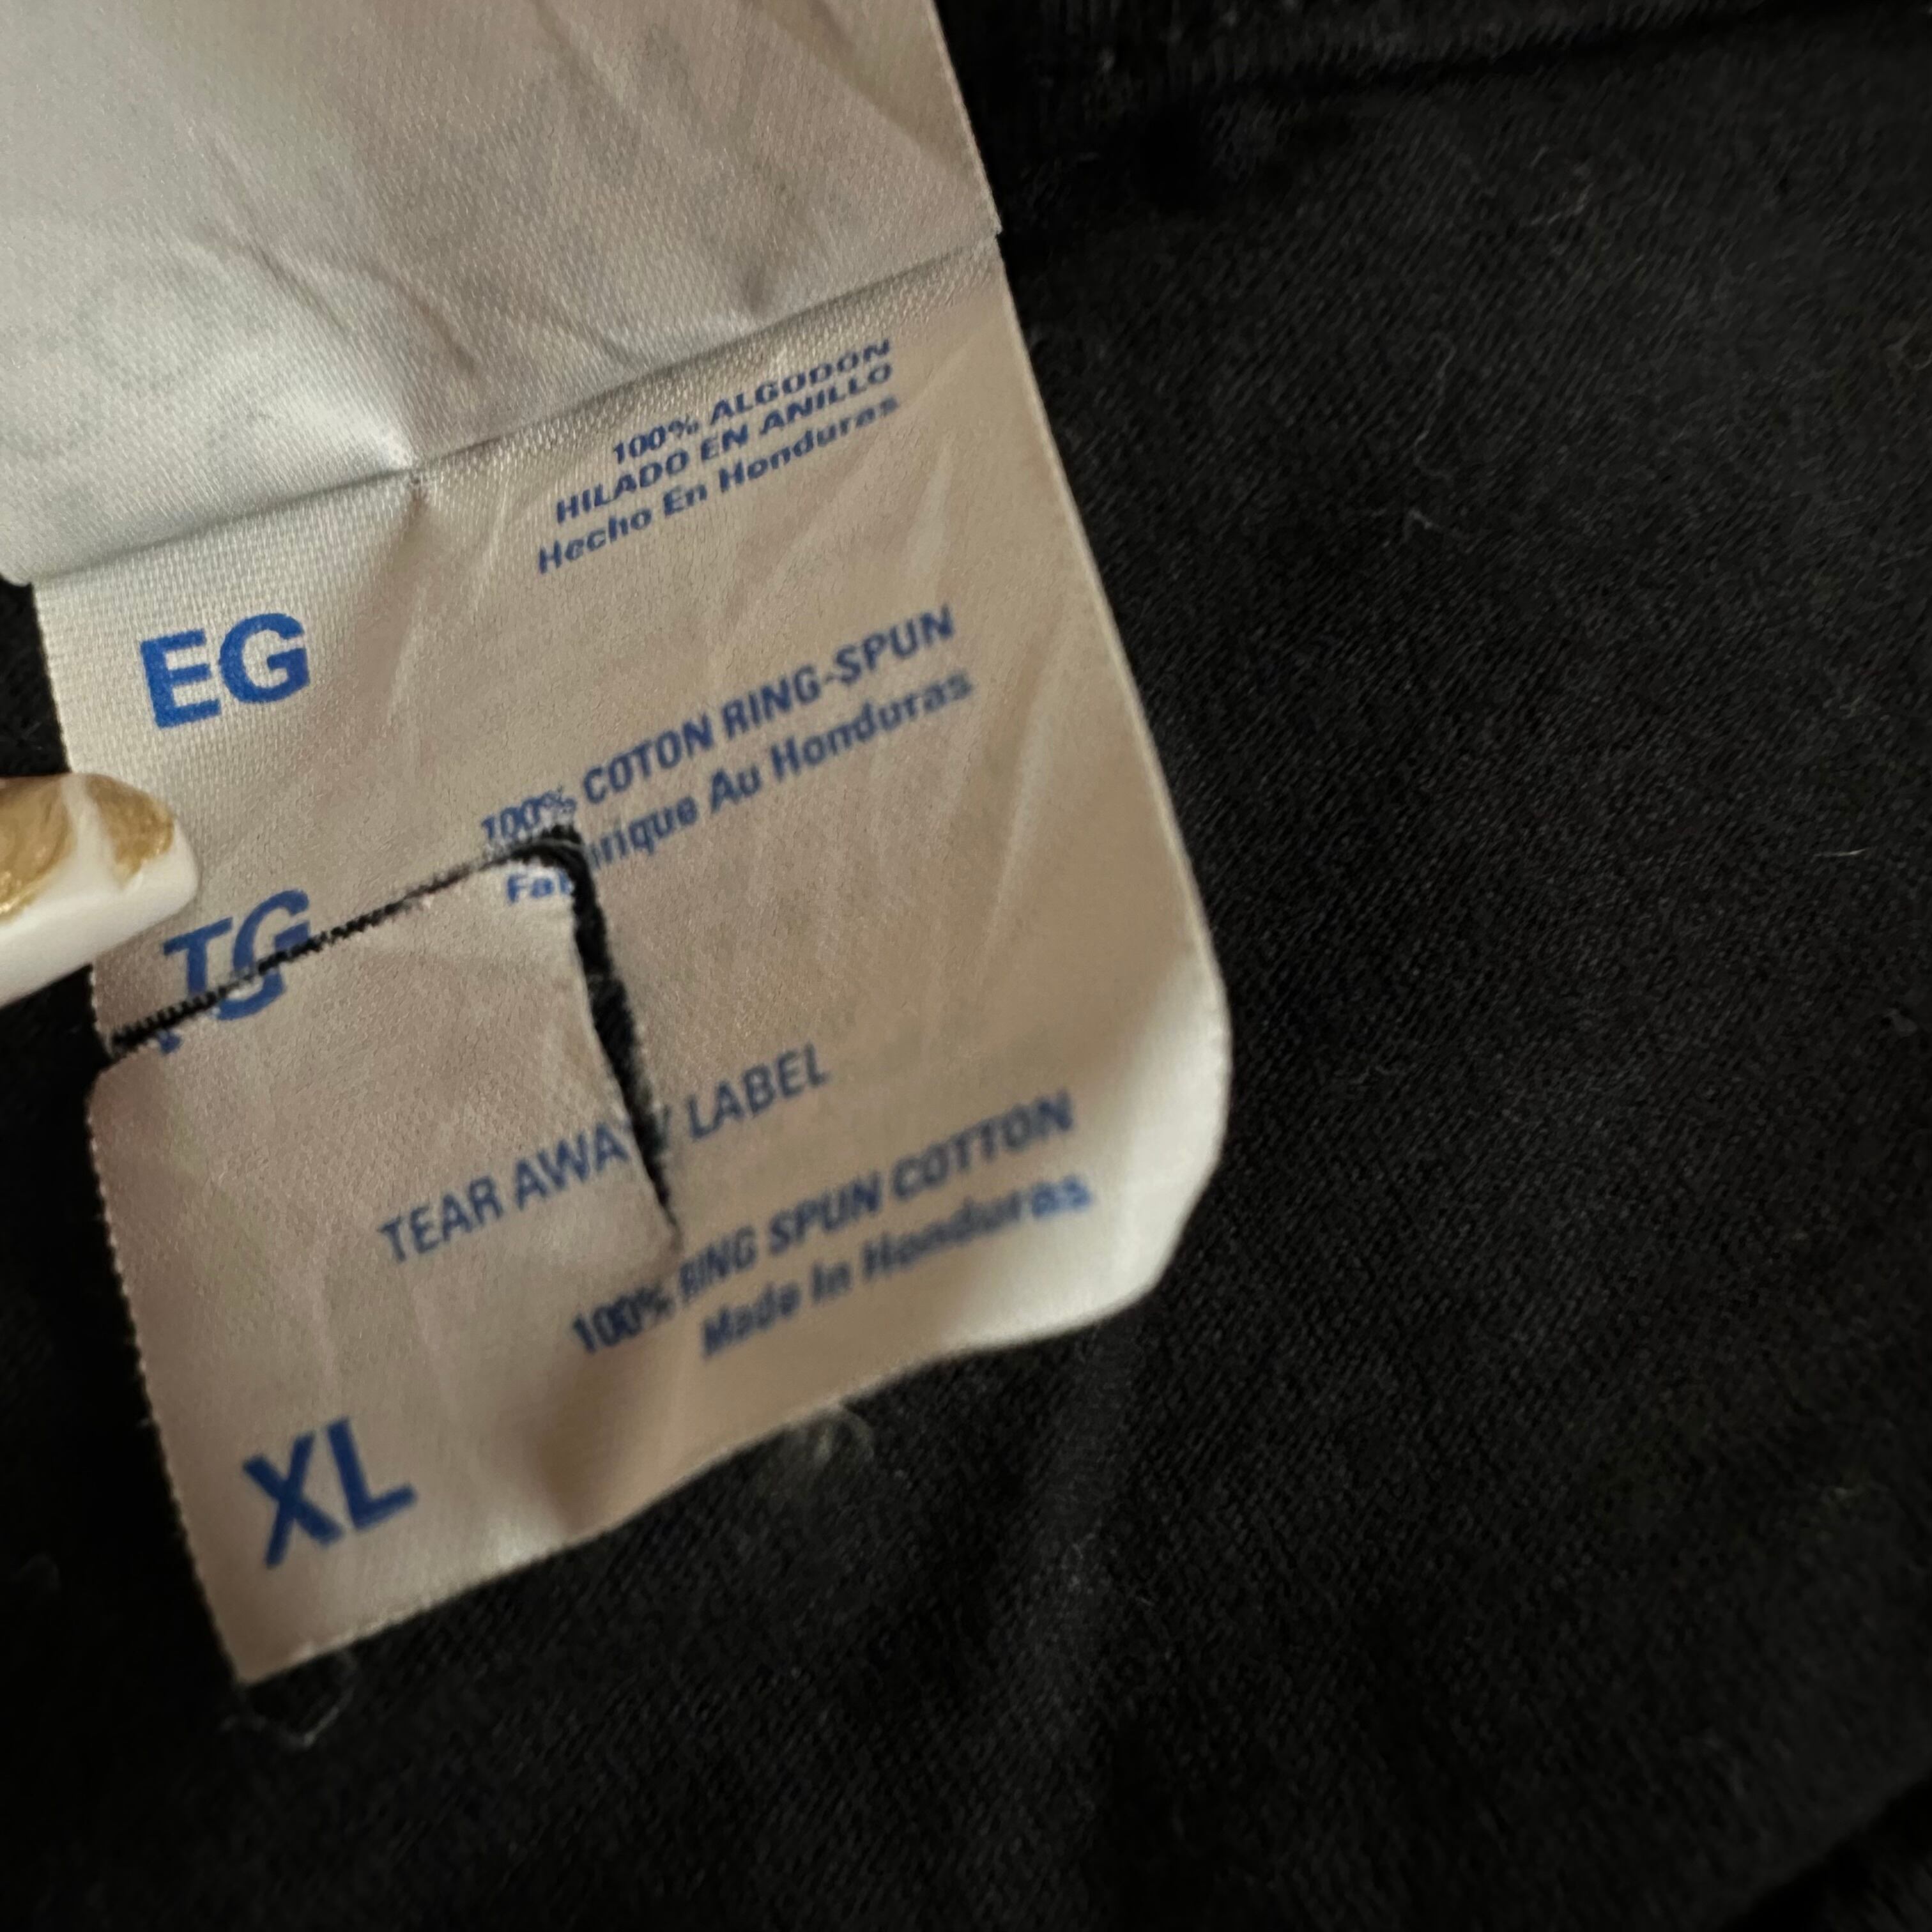 100% ALGODON
HILADO EN ANILLO
Hecho En Honduras
EG
100% COTON RING-SPUN
Fabrique Au Honduras
TG
TEAR AWAY LABEL
100% RING SPUN COTTON
Made In Honduras
XL